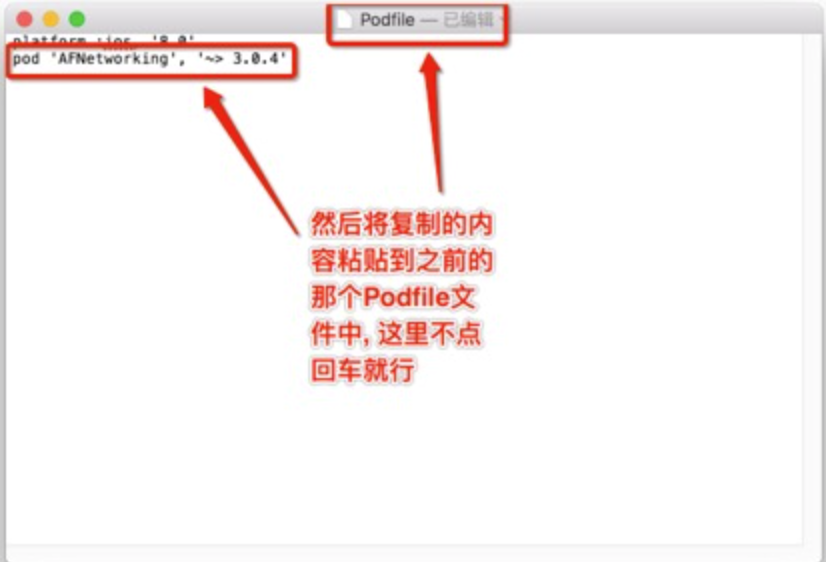 Podfile — 已编辑
platform :ios, '8.0'
pod 'AFNetworking', '~> 3.0.4'
然后将复制的内
容粘贴到之前的
那个Podfile文
件中, 这里不点
回车就行